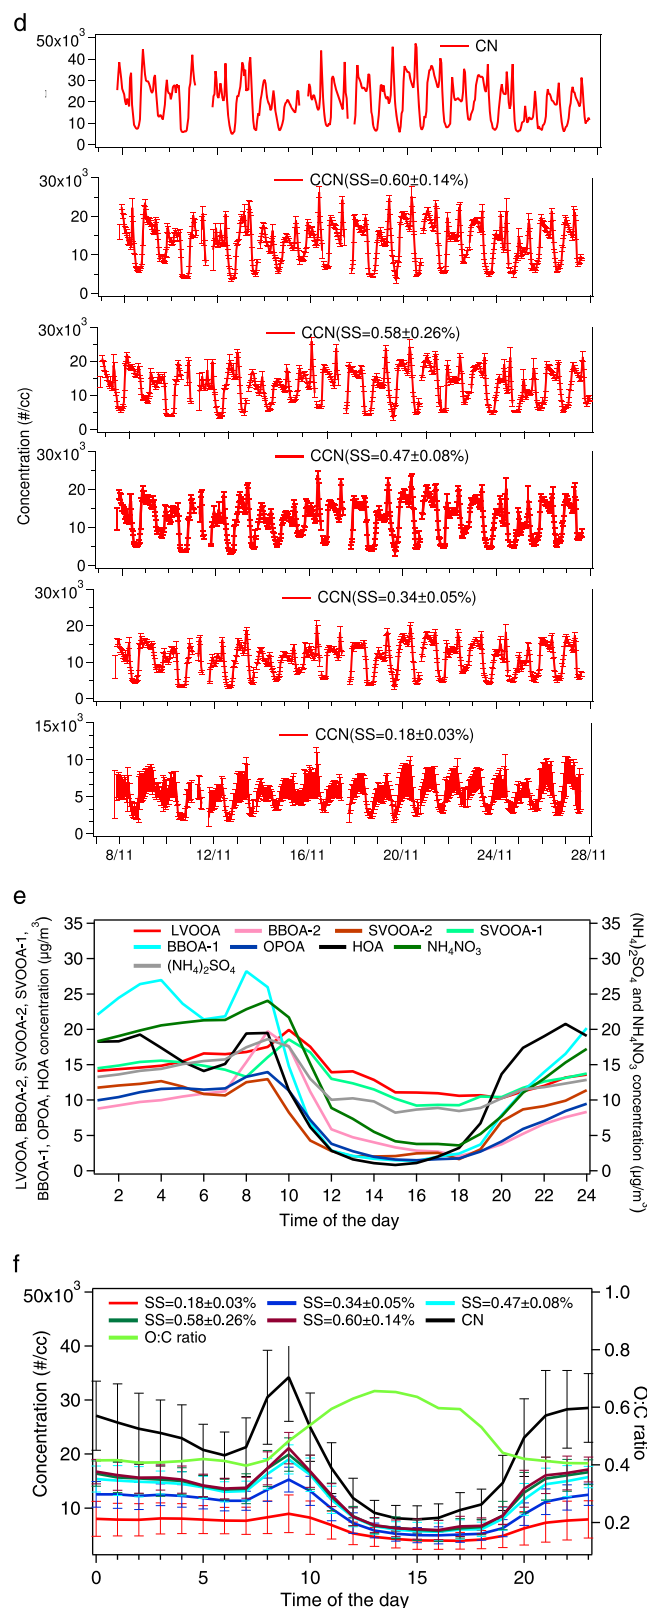 d
50x10³
40
30
20
10
0
CN
30x10³
20
10
0
CCN(SS=0.60±0.14%)
30x10³
20
10
0
CCN(SS=0.58±0.26%)
Concentration (#/cc)
30x10³
20
10
0
CCN(SS=0.47±0.08%)
30x10³
20
10
0
CCN(SS=0.34±0.05%)
15x10³
10
5
0
CCN(SS=0.18±0.03%)
8/11 12/11 16/11 20/11 24/11 28/11
e
LVOOA, BBOA-2, SVOOA-2, SVOOA-1,
BBOA-1, OPOA, HOA concentration (µg/m³)
35
30
25
20
15
10
5
0
LVOOA BBOA-2 SVOOA-2 SVOOA-1
BBOA-1 OPOA HOA NH₄NO₃
(NH₄)₂SO₄
35
30
25
20
15
10
5
0
(NH₄)₂SO₄ and NH₄NO₃ concentration (µg/m³)
2 4 6 8 10 12 14 16 18 20 22 24
Time of the day
f
50x10³
40
30
20
10
Concentration (#/cc)
SS=0.18±0.03% SS=0.34±0.05% SS=0.47±0.08%
SS=0.58±0.26% SS=0.60±0.14% CN
O:C ratio
1.0
0.8
0.6
0.4
0.2
O:C ratio
0 5 10 15 20
Time of the day